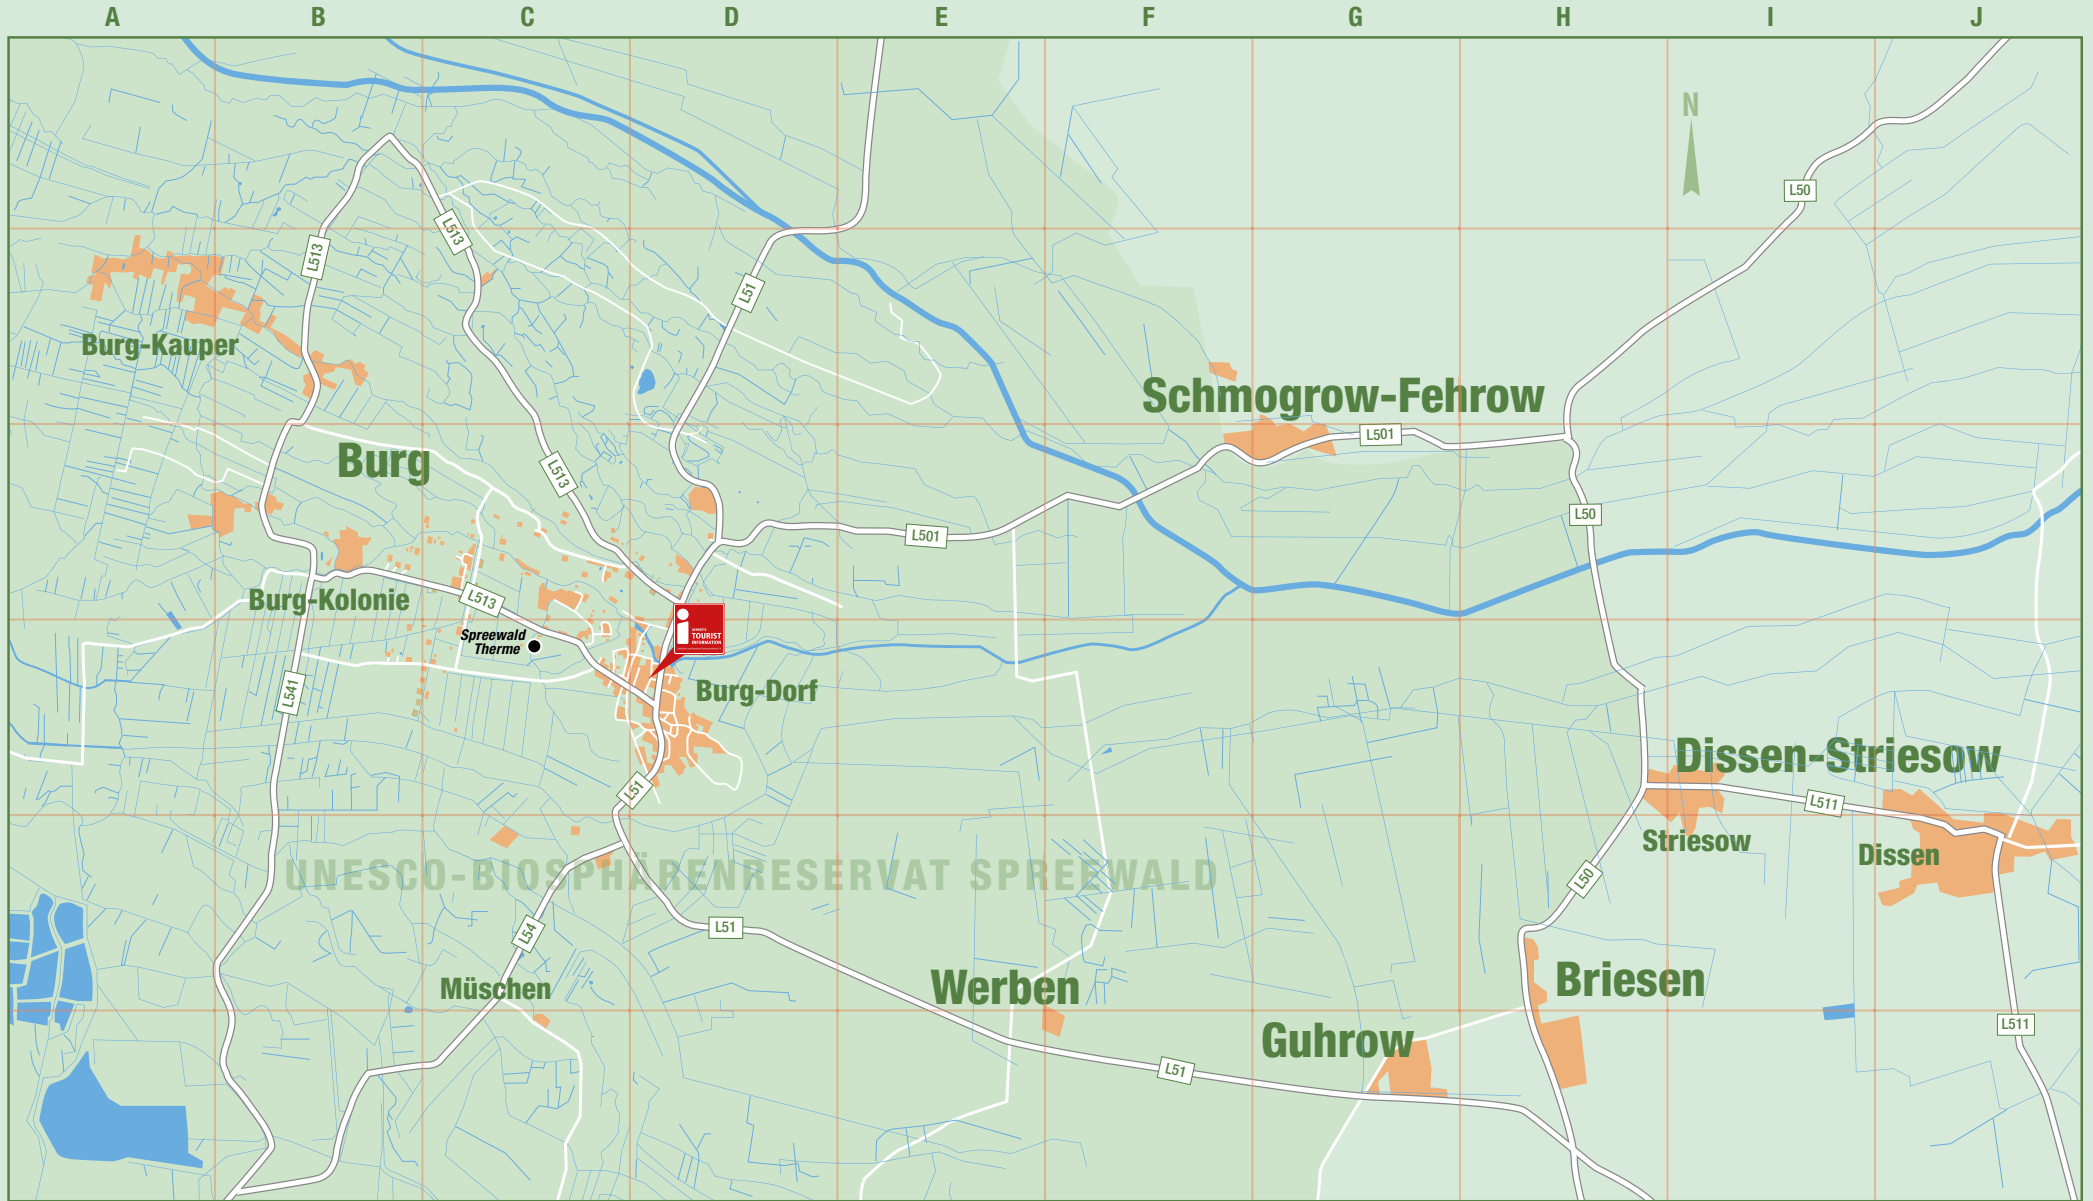 A B C D E F G H I J
N
L50
L513
L513
L51
Burg-Kauper
Schmogrow-Fehrow
L501
Burg
L513
L50
L501
Burg-Kolonie
L513
Spreewald
Therme
TOURIST
INFORMATION
L541
Burg-Dorf
Dissen-Striesow
L51
L511
Striesow
Dissen
UNESCO-BIOSPHÄRENRESERVAT SPREEWALD
L50
L51
L54
Müschen
Werben
Briesen
L511
Guhrow
L51